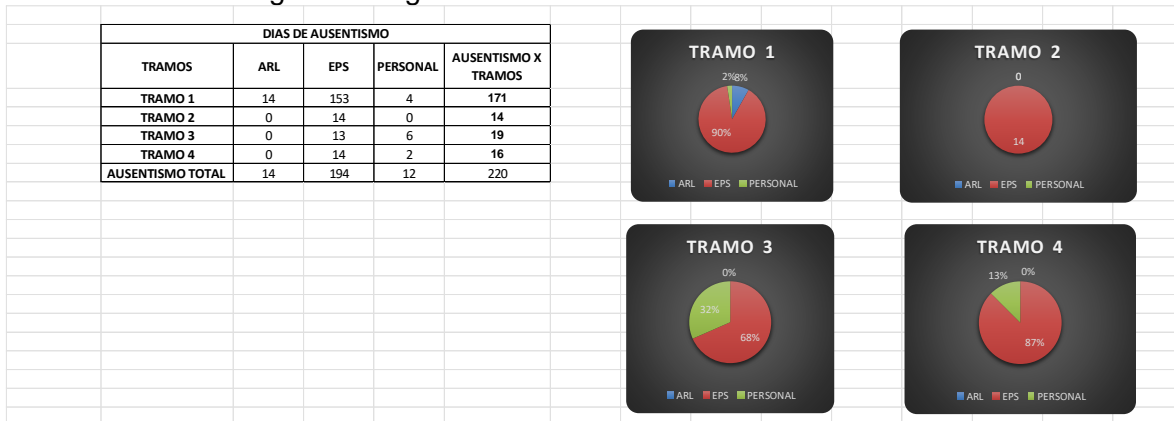 DIAS DE AUSENTISMO
TRAMOS ARL EPS PERSONAL AUSENTISMO X TRAMOS
TRAMO 1 14 153 4 171
TRAMO 2 0 14 0 14
TRAMO 3 0 13 6 19
TRAMO 4 0 14 2 16
AUSENTISMO TOTAL 14 194 12 220
TRAMO 1
2% 8%
90%
ARL EPS PERSONAL
TRAMO 2
0
14
ARL EPS PERSONAL
TRAMO 3
0%
32%
68%
ARL EPS PERSONAL
TRAMO 4
13% 0%
87%
ARL EPS PERSONAL